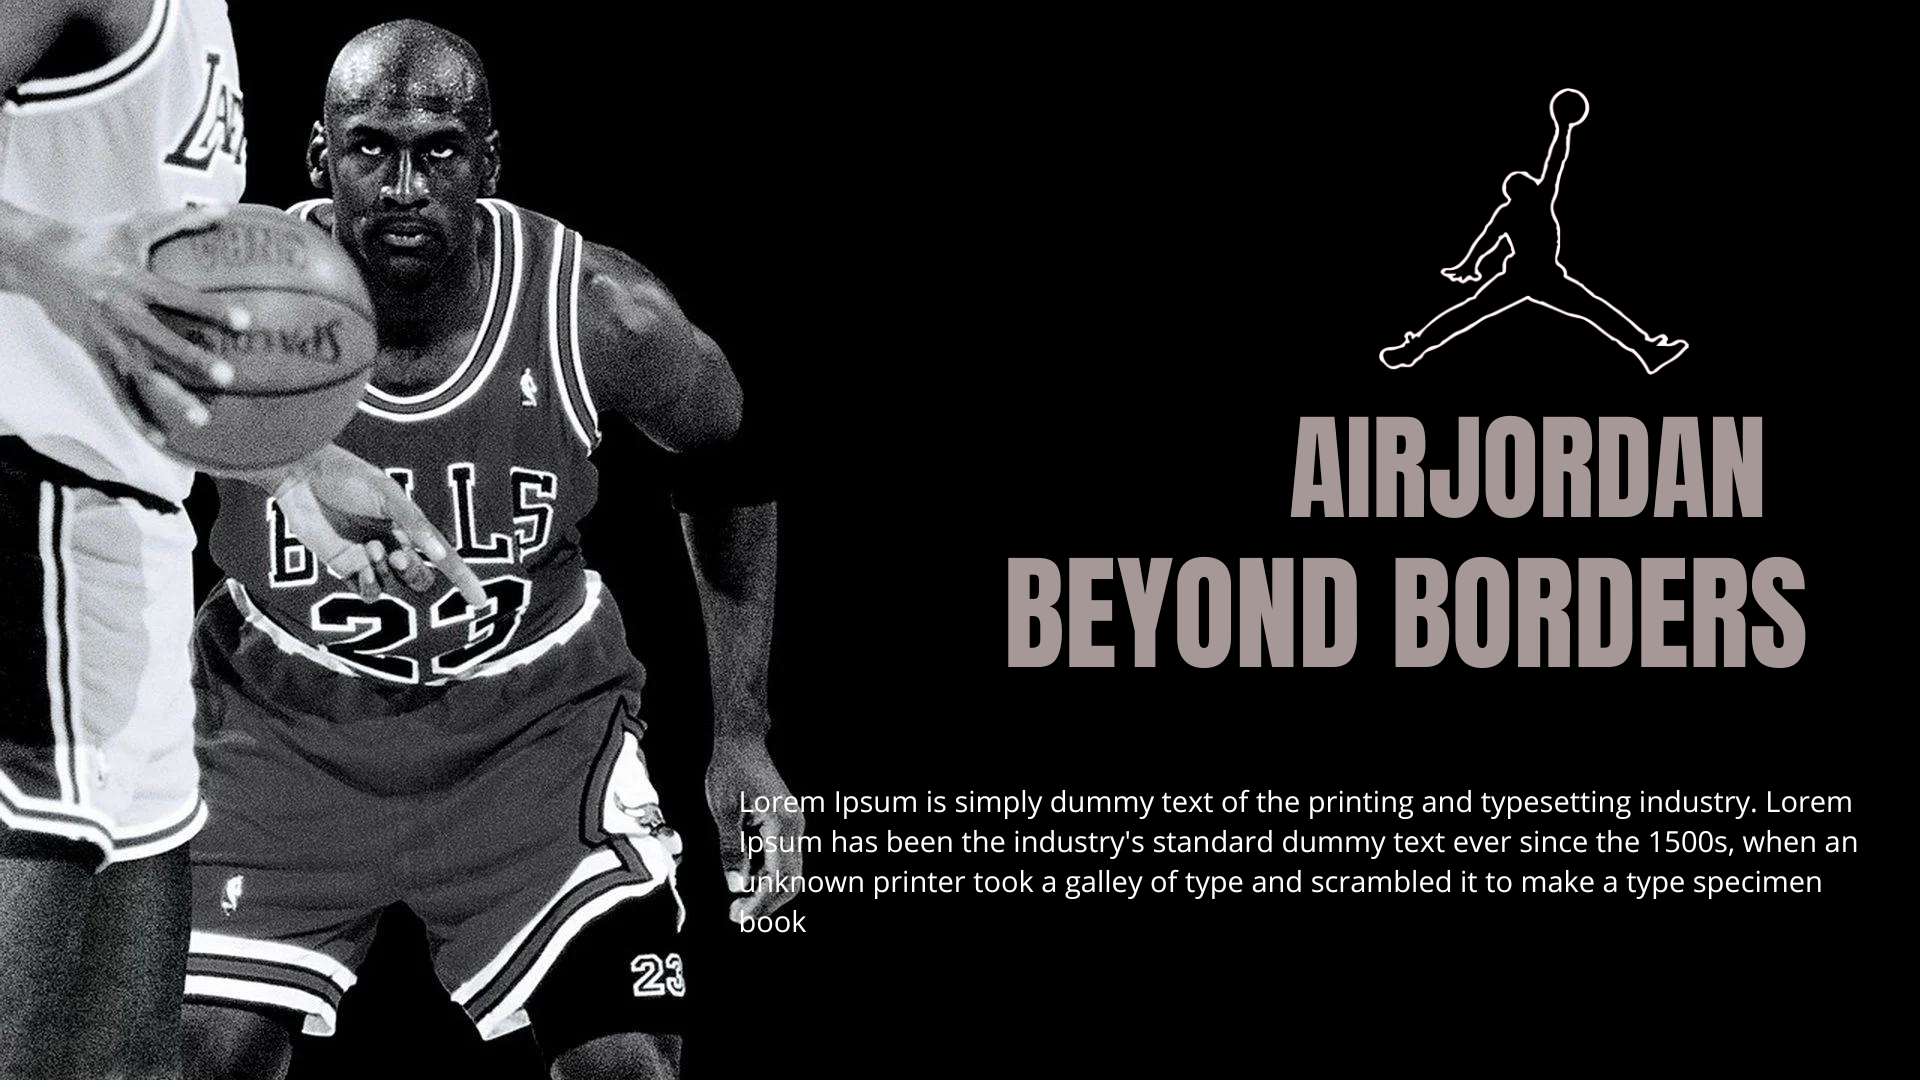 LA
BULLS
23
23
AIRJORDAN
BEYOND BORDERS
Lorem Ipsum is simply dummy text of the printing and typesetting industry. Lorem
Ipsum has been the industry's standard dummy text ever since the 1500s, when an
unknown printer took a galley of type and scrambled it to make a type specimen
book